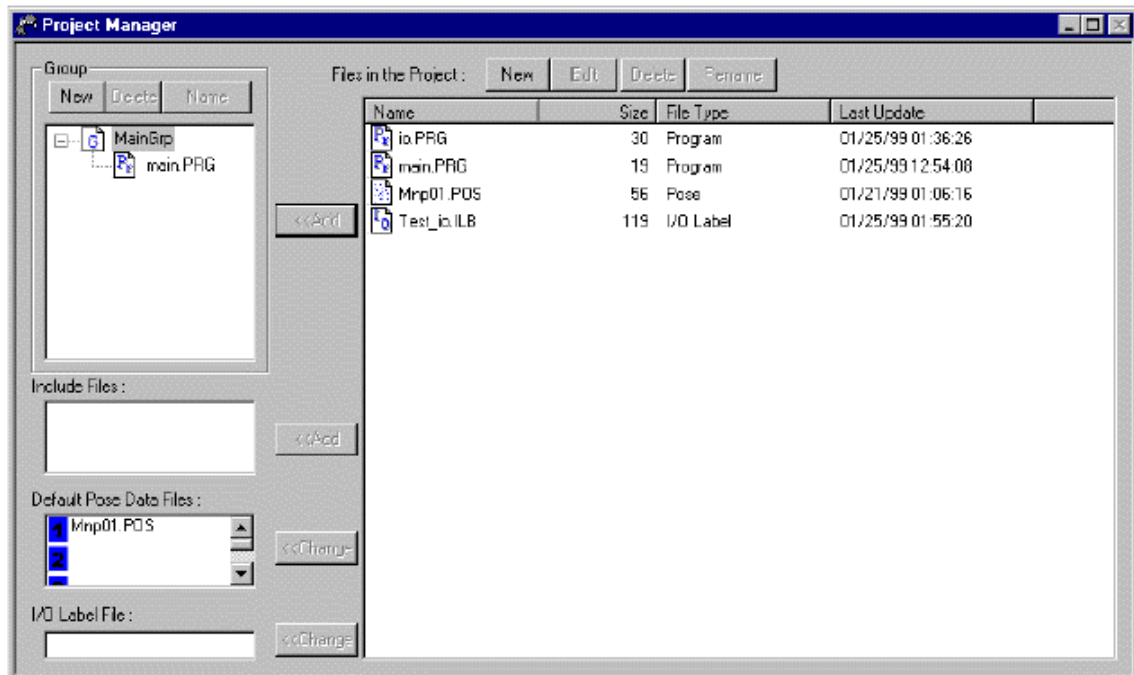 Project Manager
Group
New Delete Name
MainGrp
main.PRG
Files in the Project : New Edit Delete Rename
Name Size File Type Last Update
io.PRG 30 Program 01/25/99 01:36:26
main.PRG 19 Program 01/25/99 12:54:08
Mnp01.POS 56 Pose 01/21/99 01:06:16
Test_io.ILB 119 I/O Label 01/25/99 01:55:20
<<Add
Include Files :
<<Add
Default Pose Data Files :
1 Mnp01.POS
2
<<Change
I/O Label File :
<<Change